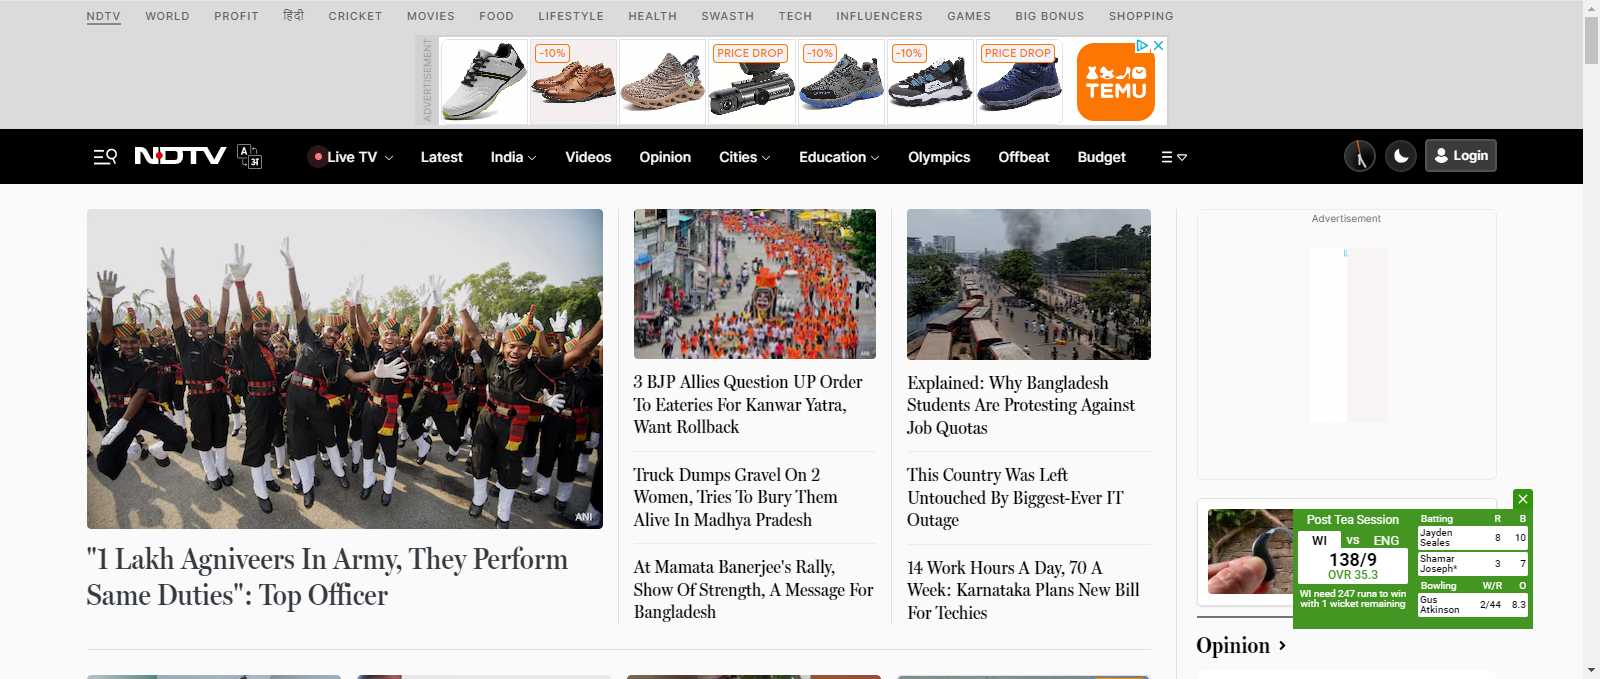 NDTV WORLD PROFIT हिंदी CRICKET MOVIES FOOD LIFESTYLE HEALTH SWASTH TECH INFLUENCERS GAMES BIG BONUS SHOPPING
ADVERTISEMENT
-10% PRICE DROP -10% -10% PRICE DROP
TEMU
NDTV A अ Live TV Latest India Videos Opinion Cities Education Olympics Offbeat Budget Login
ANI
"1 Lakh Agniveers In Army, They Perform
Same Duties": Top Officer
ANI
3 BJP Allies Question UP Order
To Eateries For Kanwar Yatra,
Want Rollback
Truck Dumps Gravel On 2
Women, Tries To Bury Them
Alive In Madhya Pradesh
At Mamata Banerjee's Rally,
Show Of Strength, A Message For
Bangladesh
Explained: Why Bangladesh
Students Are Protesting Against
Job Quotas
This Country Was Left
Untouched By Biggest-Ever IT
Outage
14 Work Hours A Day, 70 A
Week: Karnataka Plans New Bill
For Techies
Advertisement
Post Tea Session
WI VS ENG
138/9
OVR 35.3
WI need 247 runs to win
with 1 wicket remaining
Batting R B
Jayden
Seales 8 10
Shamar
Joseph* 3 7
Bowling W/R O
Gus
Atkinson 2/44 8.3
Opinion